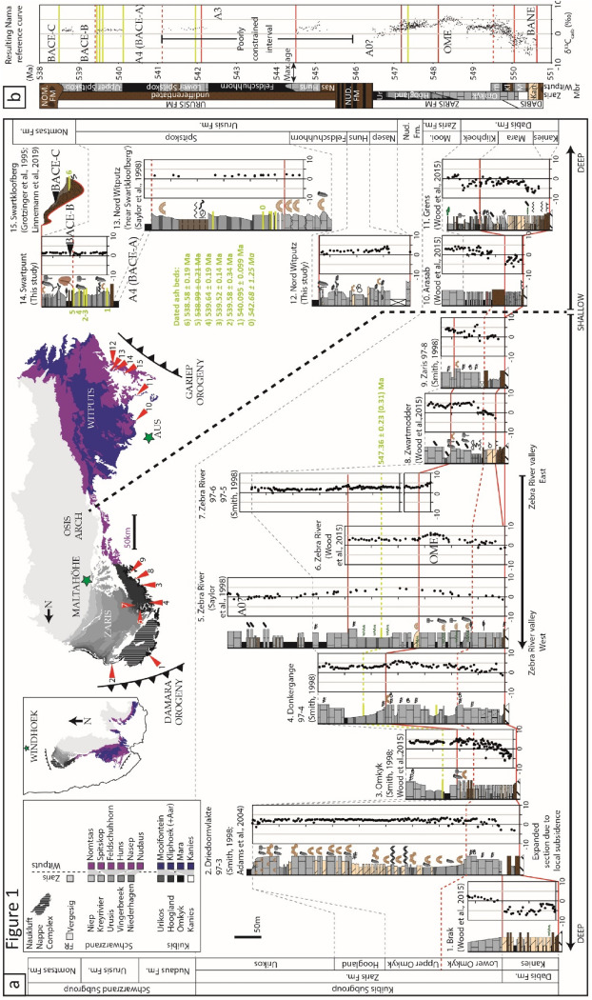 Figure 1
a
Naukluft
Nappe
Complex
FR
Vergesig
Zaris
Witputs
Niep
Kreyrivier
Urusis
Vingerbreek
Niederhagen
Nomtsas
Spitskop
Feldschuhhorn
Huns
Nasep
Nudaus
Schwarzrand
Urikos
Hoogland
Omkyk
Kanies
Mooifontein
Kliphoek (+Aar)
Mara
Kanies
Kuibis
WINDHOEK
N
N
OSIS
ARCH
MALTAHÖHE
ZARIS
WITPUTS
AUS
50km
DAMARA
OROGENY
GARIEP
OROGENY
14. Swartpunt
(This study)
15. Swartkloofberg
(Grotzinger et al., 1995;
Linnemann et al., 2019)
BACE-B
BACE-C
A4 (BACE-A)
Dated ash beds:
6) 538.58 ± 0.19 Ma
5) 538.99 ± 0.21 Ma
4) 539.64 ± 0.19 Ma
3) 539.52 ± 0.14 Ma
2) 539.58 ± 0.34 Ma
1) 540.095 ± 0.099 Ma
0) 542.68 ± 1.25 Ma
13. Nord Witputz
('near Swartkloofberg')
(Saylor et al., 1998)
12. Nord Witputz
(This study)
Nomtsas Fm.
Urusis Fm.
Spitskop
Feldschuhhorn
Huns
Nasep
Nud.
Fm.
Zaris Fm.
Mooi.
Kliphoek
Dabis Fm.
Mara
Kanies
DEEP
SHALLOW
11. Grens
(Wood et al., 2015)
10. Arasab
(Wood et al., 2015)
9. Zaris 97-8
(Smith, 1998)
8. Zwartmodder
(Wood et al., 2015)
547.36 ± 0.23 (0.31) Ma
7. Zebra River
97-6
97-5
(Smith, 1998)
6. Zebra River
(Wood
et al., 2015)
OME
5. Zebra River
(Saylor
et al., 1998)
A0?
Zebra River valley
East
Zebra River valley
West
4. Donkergange
97-4
(Smith, 1998)
3. Omkyk
(Smith, 1998;
Wood et al., 2015)
2. Driedoornvlakte
97-3
(Smith, 1998;
Adams et al., 2004)
Expanded
section due to
local subsidence
50m
1. Brak
(Wood et al., 2015)
DEEP
Nomtsas Fm.
Urusis Fm.
Nudaus Fm.
Schwarzrand Subgroup
Urikos
Hoogland
Upper Omkyk
Lower Omkyk
Kanies
Zaris Fm.
Dabis Fm.
Kuibis Subgroup
b
Resulting Nama
reference curve
(Ma)
538
539
540
541
542
543
544
545
546
547
548
549
550
551
BACE-C
BACE-B
A4 (BACE-A)
A3
Poorly
constrained
interval
A0?
OME
BANE
Max age
δ¹³Ccarb (‰)
-10 0 10
NOM.
FM
Upper Spitskop
Lower Spitskop
Feldschuhhorn
Huns
Nas
undifferentiated
URUSIS FM
NUD.
FM
Ur
Hoogland
Omkyk
ZARIS FM
Kl
M
Kan
DABIS
Witputs
Zaris
Mbr